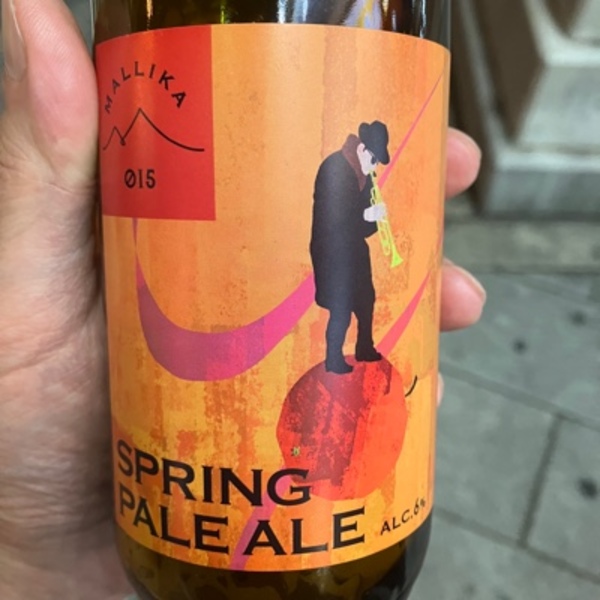 MALLIKA
Ø15
SPRING
PALE ALE
ALC.6%